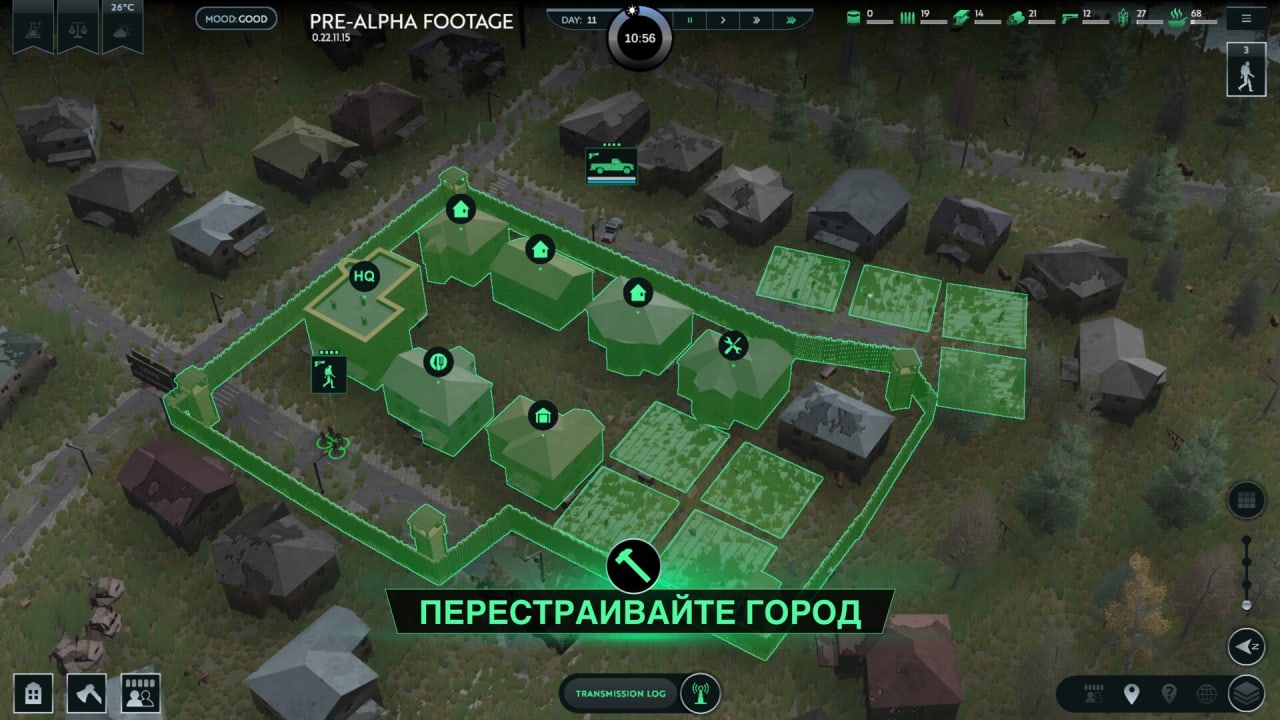 26°C
MOOD: GOOD
PRE-ALPHA FOOTAGE
0.22.11.15
DAY: 11
10:56
0
19
14
21
12
27
68
3
HQ
ПЕРЕСТРАИВАЙТЕ ГОРОД
TRANSMISSION LOG
?
Z